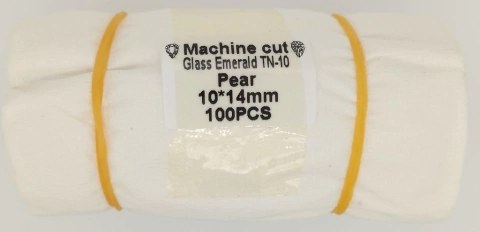 Machine cut
Glass Emerald TN-10
Pear
10*14mm
100PCS